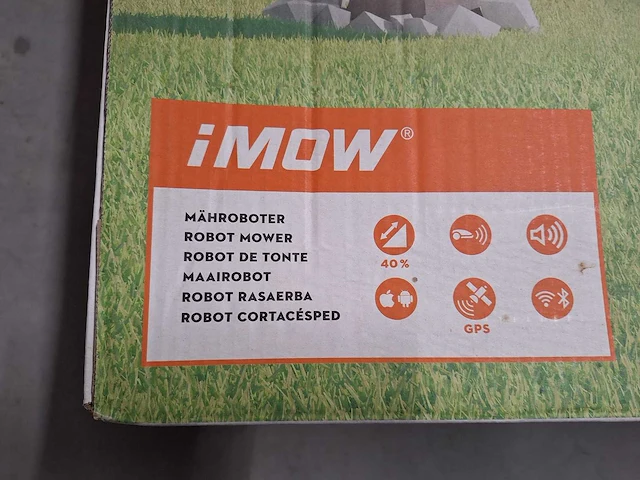 iMOW®
MÄHROBOTER
ROBOT MOWER
ROBOT DE TONTE
MAAIROBOT
ROBOT RASAERBA
ROBOT CORTACÉSPED
40%
GPS